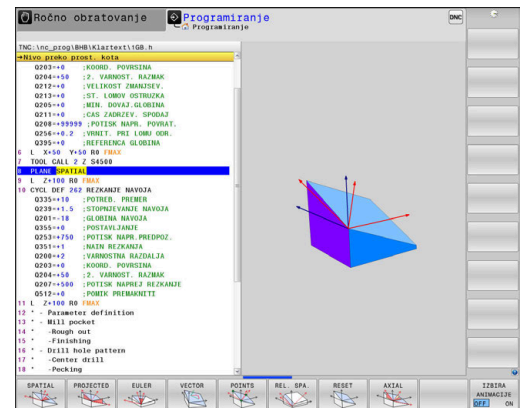 Ročno obratovanje
Programiranje
Programiranje
DNC
TNC:\nc_prog\BHB\Klartext\1GB.h
→Nivo preko prost. kota
Q203=+0 ;KOORD. POVRSINA
Q204=+50 ;2. VARNOST. RAZMAK
Q212=+0 ;VELIKOST ZMANJSEV.
Q213=+0 ;ST. LOMOV OSTRUZKA
Q205=+0 ;MIN. DOVAJ.GLOBINA
Q211=+0 ;CAS ZADRZEV. SPODAJ
Q208=+99999 ;POTISK NAPR. POVRAT.
Q256=+0.2 ;VRNIT. PRI LOMU ODR.
Q395=+0 ;REFERENCA GLOBINA
6 L X+50 Y+50 R0 FMAX
7 TOOL CALL 2 Z S4500
8 PLANE SPATIAL
9 L Z+100 R0 FMAX
10 CYCL DEF 262 REZKANJE NAVOJA
Q335=+10 ;POTREB. PREMER
Q239=+1.5 ;STOPNJEVANJE NAVOJA
Q201=-18 ;GLOBINA NAVOJA
Q355=+0 ;POSTAVLJANJE
Q253=+750 ;POTISK NAPR.PREDPOZ.
Q351=+1 ;NAIN REZKANJA
Q200=+2 ;VARNOSTNA RAZDALJA
Q203=+0 ;KOORD. POVRSINA
Q204=+50 ;2. VARNOST. RAZMAK
Q207=+500 ;POTISK NAPREJ REZKANJE
Q512=+0 ;POMIK PREMAKNITI
11 L Z+100 R0 FMAX
12 * - Parameter definition
13 * - Mill pocket
14 * -Rough out
15 * -Finishing
16 * - Drill hole pattern
17 * -Center drill
18 * -Pecking
SPATIAL PROJECTED EULER VECTOR POINTS REL. SPA. RESET AXIAL IZBIRA
ANIMACIJE
OFF ON